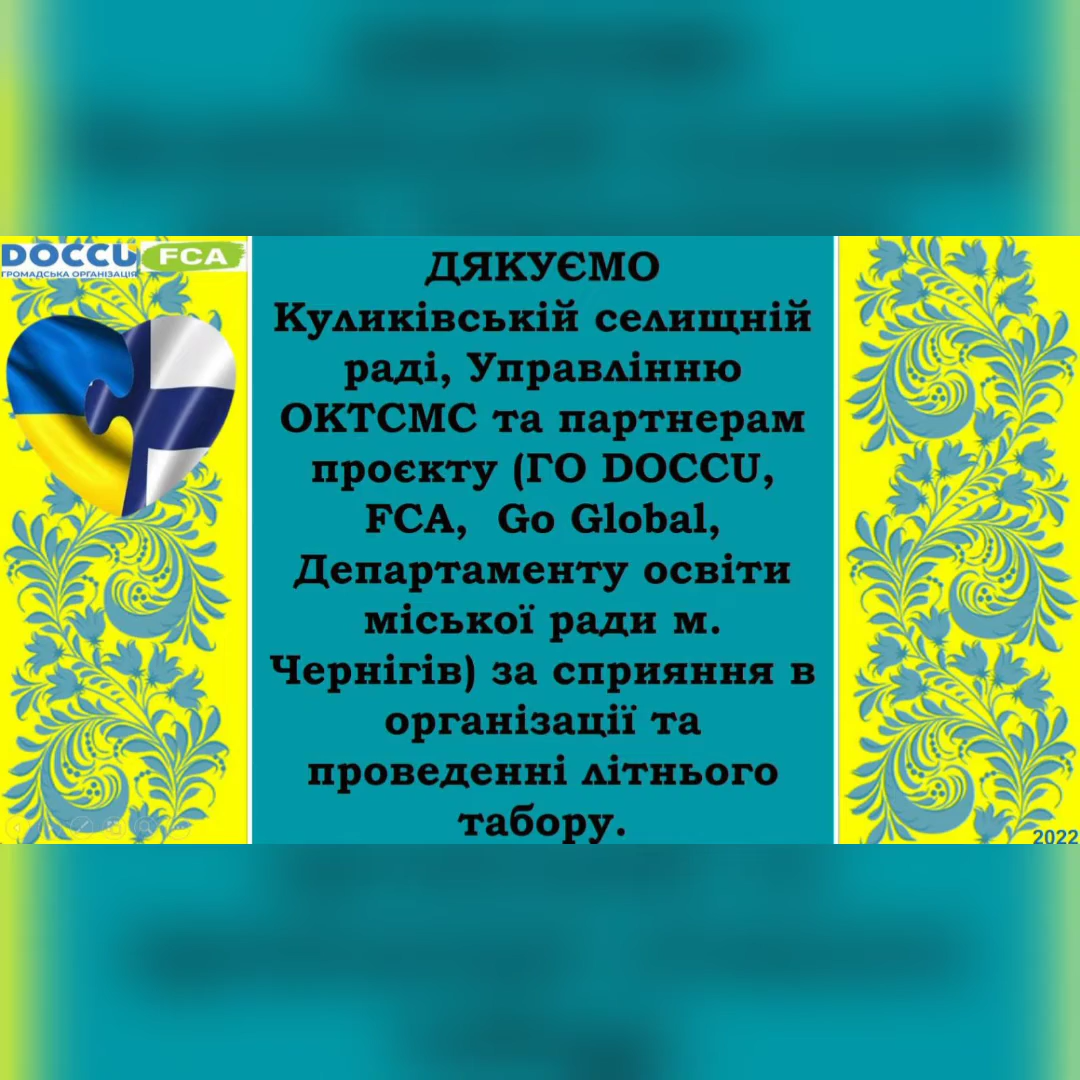 DOCCU
ГРОМАДСЬКА ОРГАНІЗАЦІЯ
FCA
ДЯКУЄМО
Куликівській селищній
раді, Управлінню
ОКТСМС та партнерам
проєкту (ГО DOCCU,
FCA, Go Global,
Департаменту освіти
міської ради м.
Чернігів) за сприяння в
організації та
проведенні літнього
табору.
2022